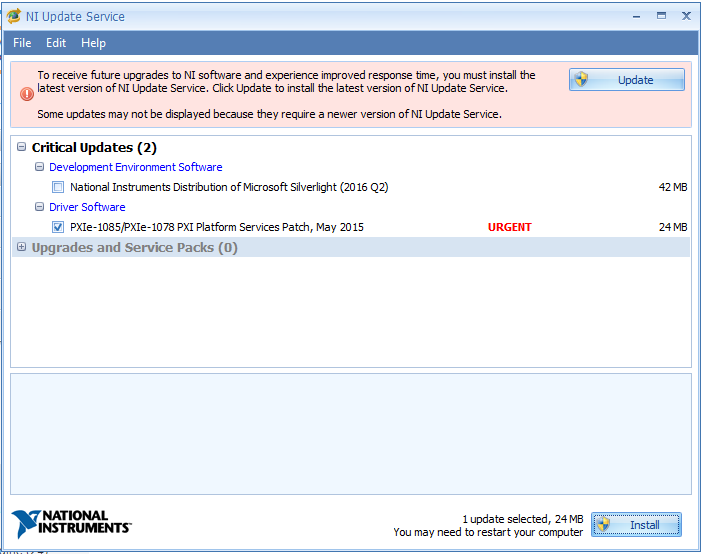 NI Update Service
File Edit Help
To receive future upgrades to NI software and experience improved response time, you must install the
latest version of NI Update Service. Click Update to install the latest version of NI Update Service.
Update
Some updates may not be displayed because they require a newer version of NI Update Service.
Critical Updates (2)
Development Environment Software
National Instruments Distribution of Microsoft Silverlight (2016 Q2) 42 MB
Driver Software
PXIe-1085/PXIe-1078 PXI Platform Services Patch, May 2015 URGENT 24 MB
Upgrades and Service Packs (0)
NATIONAL
INSTRUMENTS
1 update selected, 24 MB
You may need to restart your computer
Install